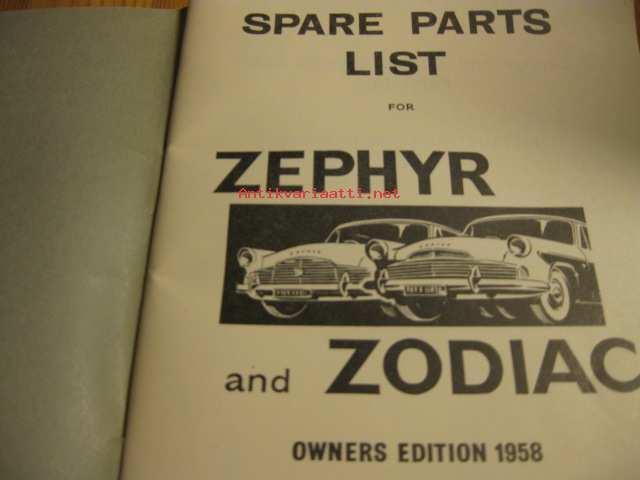 SPARE PARTS
LIST
FOR
ZEPHYR
Antikvariaatti.net
and ZODIAC
OWNERS EDITION 1958